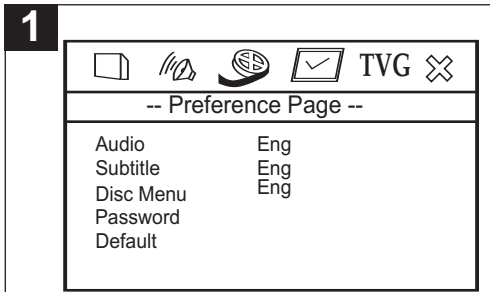 1
TVG
-- Preference Page --
Audio Eng
Subtitle Eng
Disc Menu Eng
Password
Default